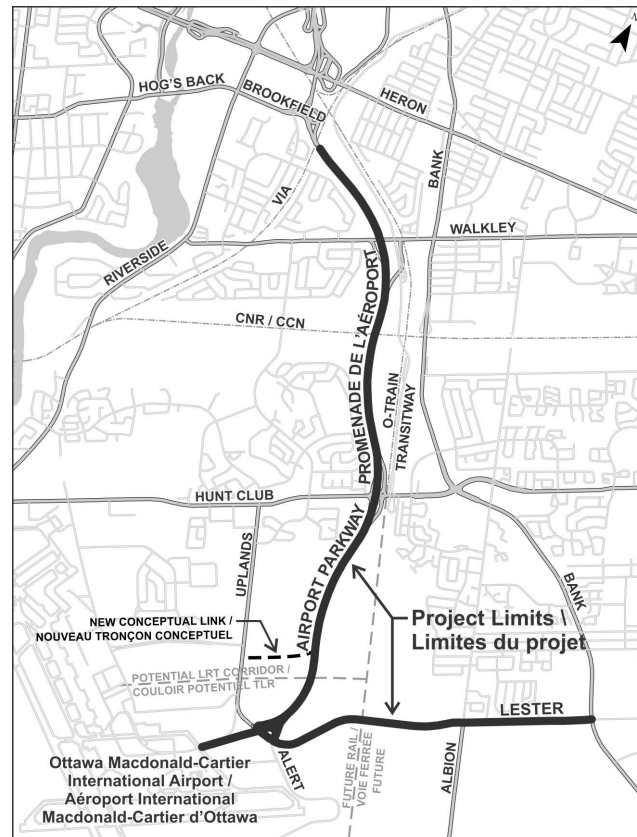 N
HOG'S BACK
BROOKFIELD
HERON
VIA
BANK
WALKLEY
RIVERSIDE
CNR / CCN
PROMENADE DE L'AÉROPORT
O-TRAIN
TRANSITWAY
HUNT CLUB
UPLANDS
AIRPORT PARKWAY
BANK
NEW CONCEPTUAL LINK /
NOUVEAU TRONÇON CONCEPTUEL
Project Limits \
Limites du projet
POTENTIAL LRT CORRIDOR /
COULOIR POTENTIEL TLR
LESTER
Ottawa Macdonald-Cartier
International Airport /
Aéroport International
Macdonald-Cartier d'Ottawa
ALERT
FUTURE RAIL /
VOIE FERRÉE
FUTURE
ALBION